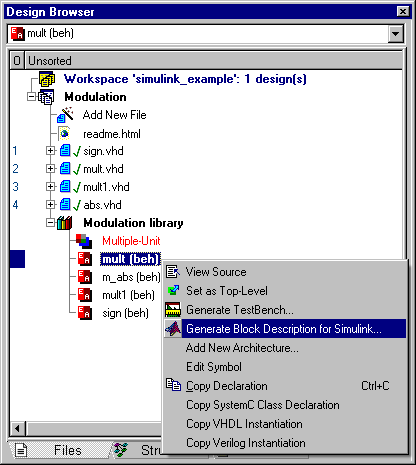 Design Browser
mult (beh)
O Unsorted
Workspace 'simulink_example': 1 design(s)
Modulation
Add New File
readme.html
1 sign.vhd
2 mult.vhd
3 mult1.vhd
4 abs.vhd
Modulation library
Multiple-Unit
mult (beh)
m_abs (beh)
mult1 (beh)
sign (beh)
View Source
Set as Top-Level
Generate TestBench...
Generate Block Description for Simulink...
Add New Architecture...
Edit Symbol
Copy Declaration Ctrl+C
Copy SystemC Class Declaration
Copy VHDL Instantiation
Copy Verilog Instantiation
Files Stru